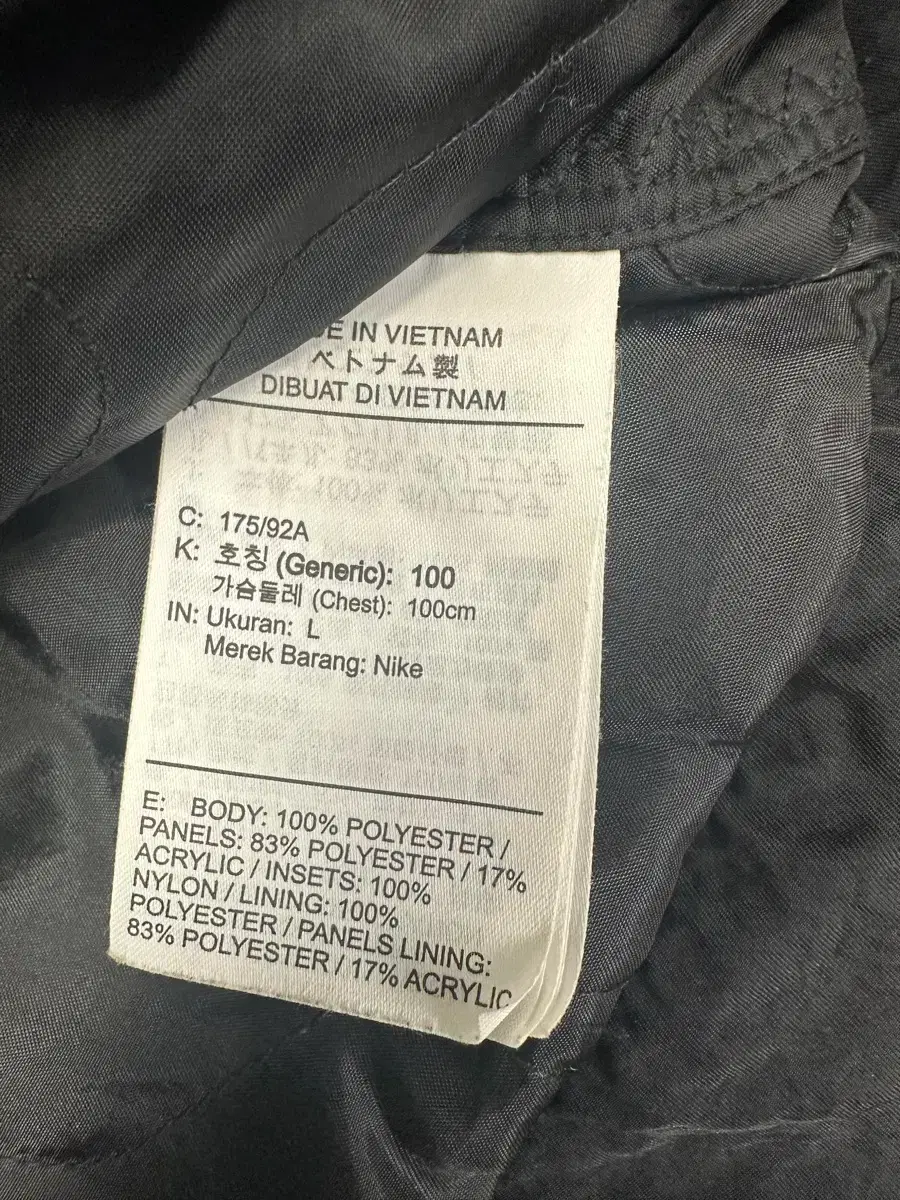 DE IN VIETNAM
ベトナム製
DIBUAT DI VIETNAM
C: 175/92A
K: 호칭 (Generic): 100
가슴둘레 (Chest): 100cm
IN: Ukuran: L
Merek Barang: Nike
E: BODY: 100% POLYESTER /
PANELS: 83% POLYESTER / 17%
ACRYLIC / INSETS: 100%
NYLON / LINING: 100%
POLYESTER / PANELS LINING:
83% POLYESTER / 17% ACRYLIC